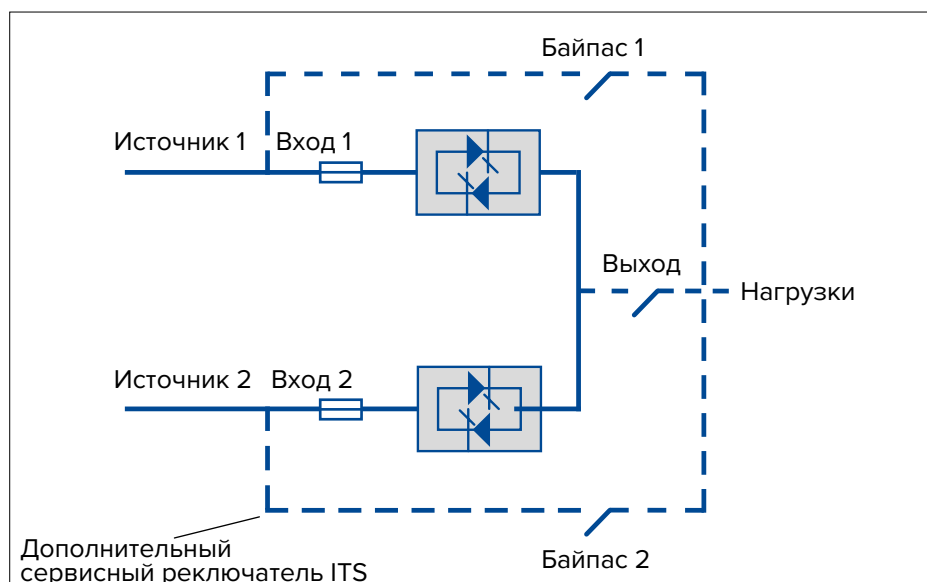 Байпас 1
Источник 1
Вход 1
Выход
Нагрузки
Источник 2
Вход 2
Дополнительный
сервисный реключатель ITS
Байпас 2